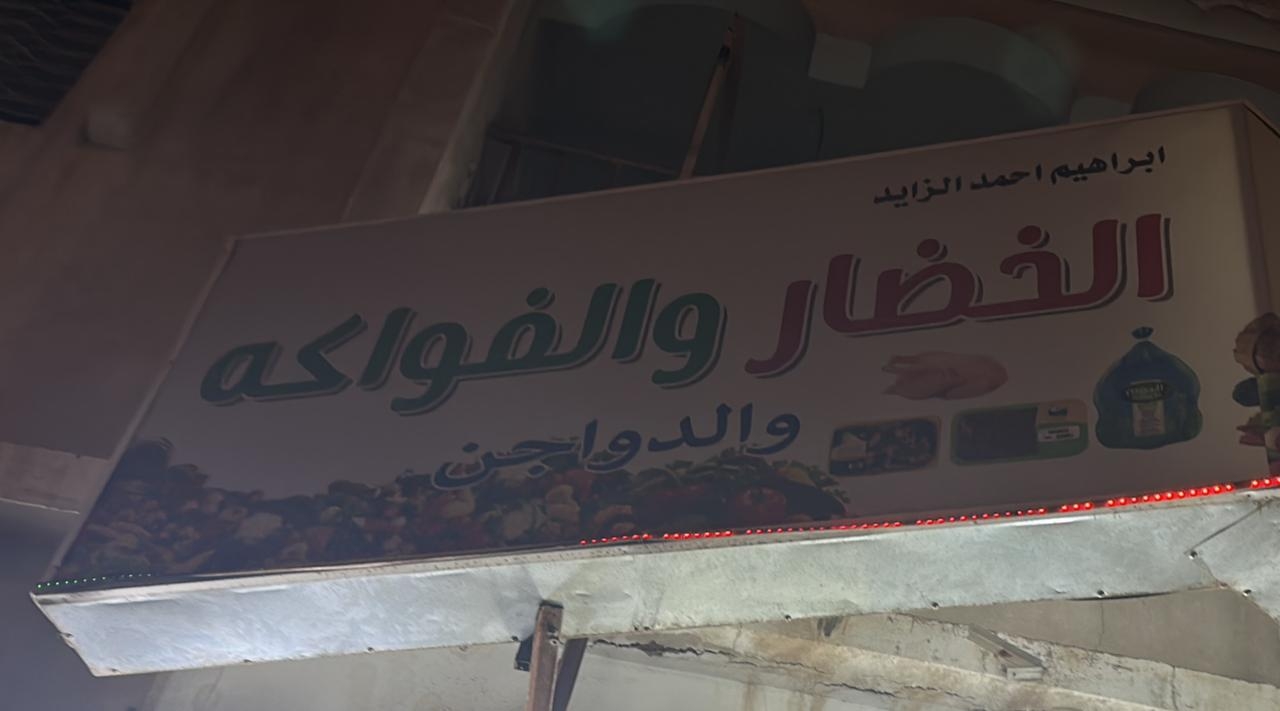 ابراهيم احمد الزايد
الخضار والفواكه
والدواجن